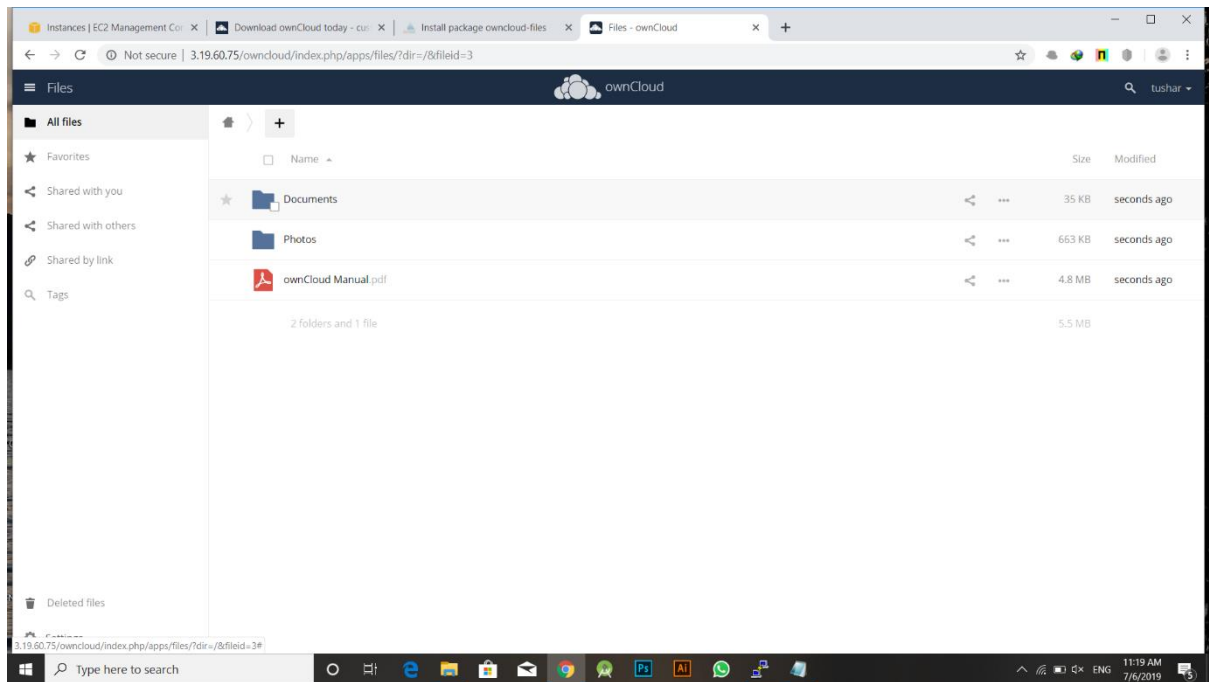 Instances | EC2 Management Con
Download ownCloud today - cus
Install package owncloud-files
Files - ownCloud
Not secure | 3.19.60.75/owncloud/index.php/apps/files/?dir=/&fileid=3
Files
ownCloud
tushar
All files
Favorites
Shared with you
Shared with others
Shared by link
Tags
Name
Size
Modified
Documents
35 KB
seconds ago
Photos
663 KB
seconds ago
ownCloud Manual.pdf
4.8 MB
seconds ago
2 folders and 1 file
5.5 MB
Deleted files
Settings
3.19.60.75/owncloud/index.php/apps/files/?dir=/&fileid=3#
Type here to search
Ps
Ai
ENG
11:19 AM
7/6/2019
5